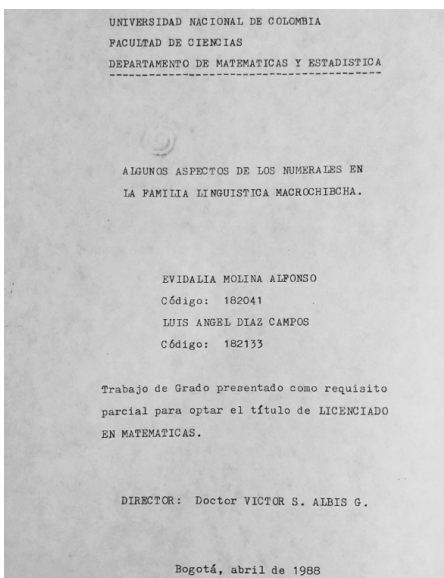 UNIVERSIDAD NACIONAL DE COLOMBIA
FACULTAD DE CIENCIAS
DEPARTAMENTO DE MATEMATICAS Y ESTADISTICA
ALGUNOS ASPECTOS DE LOS NUMERALES EN
LA FAMILIA LINGUISTICA MACROCHIBCHA.
EVIDALIA MOLINA ALFONSO
Código: 182041
LUIS ANGEL DIAZ CAMPOS
Código: 182133
Trabajo de Grado presentado como requisito
parcial para optar el título de LICENCIADO
EN MATEMATICAS.
DIRECTOR: Doctor VICTOR S. ALBIS G.
Bogotá, abril de 1988